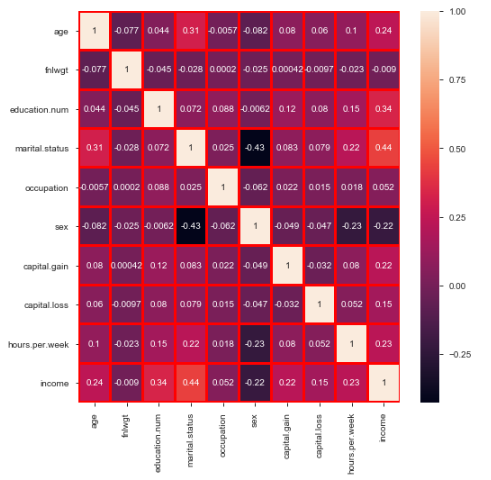 age 1 -0.077 0.044 0.31 -0.0057 -0.082 0.08 0.06 0.1 0.24
fnlwgt -0.077 1 -0.045 -0.028 0.0002 -0.025 0.00042 -0.0097 -0.023 -0.009
education.num 0.044 -0.045 1 0.072 0.088 -0.0062 0.12 0.08 0.15 0.34
marital.status 0.31 -0.028 0.072 1 0.025 -0.43 0.083 0.079 0.22 0.44
occupation -0.0057 0.0002 0.088 0.025 1 -0.062 0.022 0.015 0.018 0.052
sex -0.082 -0.025 -0.0062 -0.43 -0.062 1 -0.049 -0.047 -0.23 -0.22
capital.gain 0.08 0.00042 0.12 0.083 0.022 -0.049 1 -0.032 0.08 0.22
capital.loss 0.06 -0.0097 0.08 0.079 0.015 -0.047 -0.032 1 0.052 0.15
hours.per.week 0.1 -0.023 0.15 0.22 0.018 -0.23 0.08 0.052 1 0.23
income 0.24 -0.009 0.34 0.44 0.052 -0.22 0.22 0.15 0.23 1
age fnlwgt education.num marital.status occupation sex capital.gain capital.loss hours.per.week income
1.00
0.75
0.50
0.25
0.00
−0.25